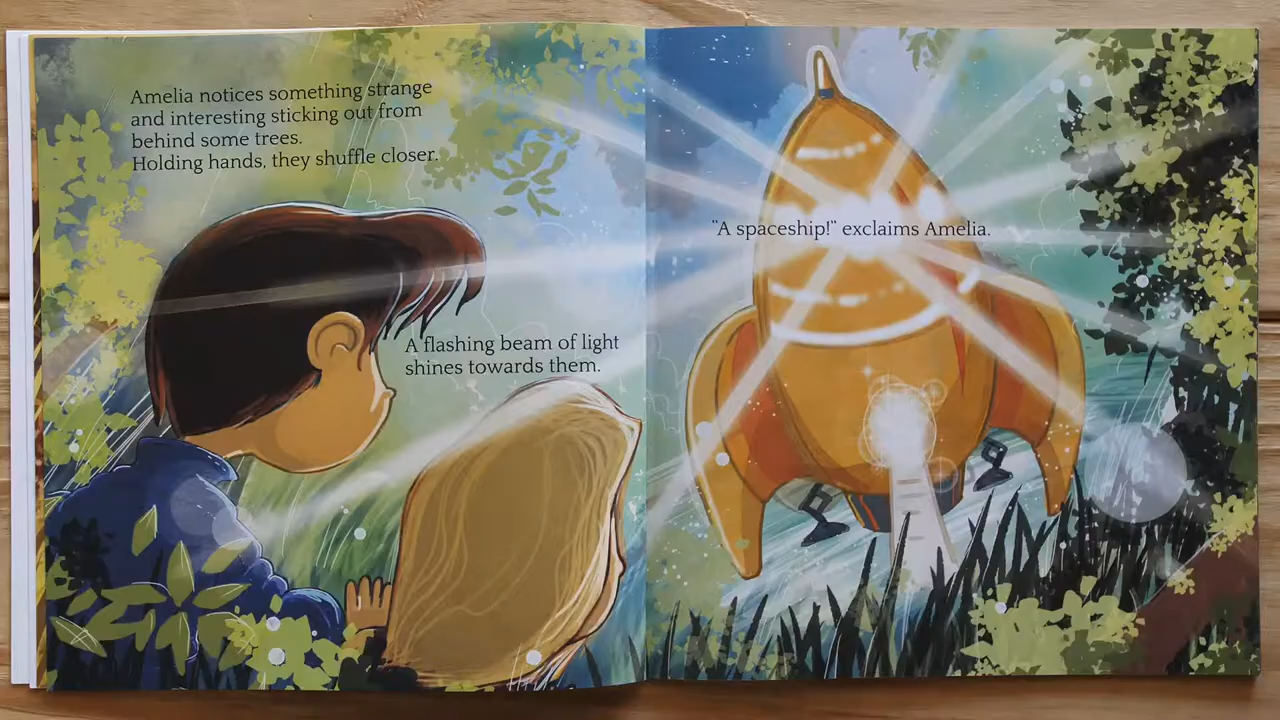 Amelia notices something strange
and interesting sticking out from
behind some trees.
Holding hands, they shuffle closer.
A flashing beam of light
shines towards them.
"A spaceship!" exclaims Amelia.